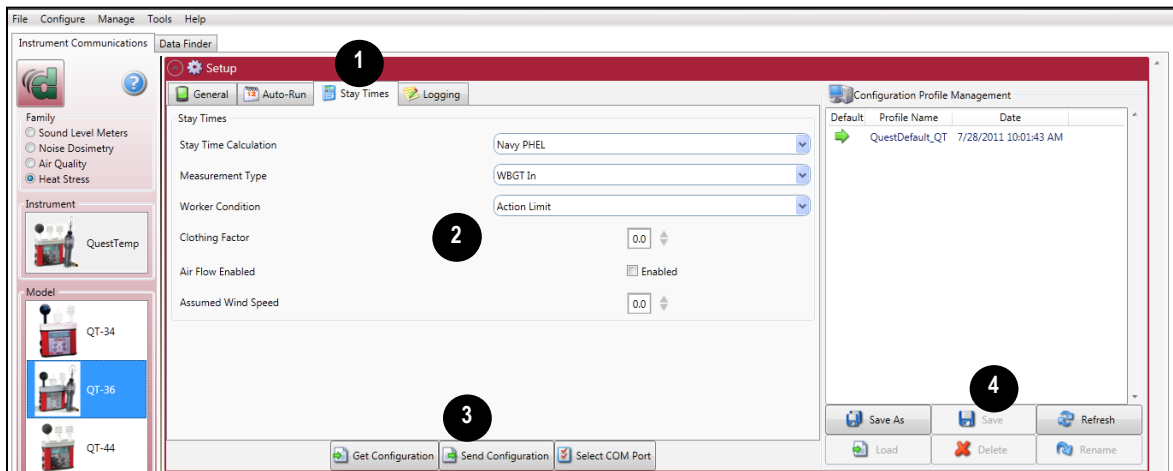 File Configure Manage Tools Help
Instrument Communications Data Finder
1
Setup
?
General 12 Auto-Run Stay Times Logging
Configuration Profile Management
Family
Sound Level Meters
Noise Dosimetry
Air Quality
Heat Stress
Stay Times
Default Profile Name Date
QuestDefault_QT 7/28/2011 10:01:43 AM
Stay Time Calculation Navy PHEL
Measurement Type WBGT In
Worker Condition Action Limit
Instrument
QuestTemp
2
Clothing Factor 0.0
Air Flow Enabled Enabled
Assumed Wind Speed 0.0
Model
QT-34
QT-36
QT-44
3
4
Get Configuration Send Configuration Select COM Port
Save As Save Refresh
Load Delete Rename